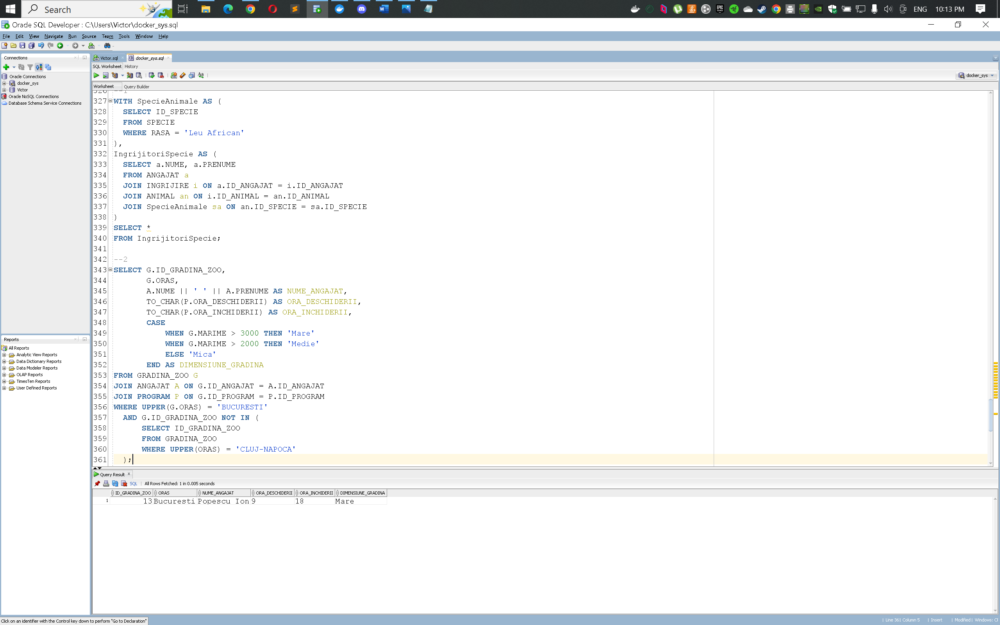 Search
ENG
10:13 PM
Oracle SQL Developer : C:\Users\Victor\docker_sys.sql
File Edit View Navigate Run Source Team Tools Window Help
Connections
Oracle Connections
docker_sys
Victor
Oracle NoSQL Connections
Database Schema Service Connections
Reports
All Reports
Analytic View Reports
Data Dictionary Reports
Data Modeler Reports
OLAP Reports
TimesTen Reports
User Defined Reports
Victor.sql
docker_sys.sql
SQL Worksheet History
docker_sys
Worksheet Query Builder
327 WITH SpecieAnimale AS (
328 SELECT ID_SPECIE
329 FROM SPECIE
330 WHERE RASA = 'Leu African'
331 ),
332 IngrijitoriSpecie AS (
333 SELECT a.NUME, a.PRENUME
334 FROM ANGAJAT a
335 JOIN INGRIJIRE i ON a.ID_ANGAJAT = i.ID_ANGAJAT
336 JOIN ANIMAL an ON i.ID_ANIMAL = an.ID_ANIMAL
337 JOIN SpecieAnimale sa ON an.ID_SPECIE = sa.ID_SPECIE
338 )
339 SELECT *
340 FROM IngrijitoriSpecie;
341
342 --2
343 SELECT G.ID_GRADINA_ZOO,
344 G.ORAS,
345 A.NUME || ' ' || A.PRENUME AS NUME_ANGAJAT,
346 TO_CHAR(P.ORA_DESCHIDERII) AS ORA_DESCHIDERII,
347 TO_CHAR(P.ORA_INCHIDERII) AS ORA_INCHIDERII,
348 CASE
349 WHEN G.MARIME > 3000 THEN 'Mare'
350 WHEN G.MARIME > 2000 THEN 'Medie'
351 ELSE 'Mica'
352 END AS DIMENSIUNE_GRADINA
353 FROM GRADINA_ZOO G
354 JOIN ANGAJAT A ON G.ID_ANGAJAT = A.ID_ANGAJAT
355 JOIN PROGRAM P ON G.ID_PROGRAM = P.ID_PROGRAM
356 WHERE UPPER(G.ORAS) = 'BUCURESTI'
357 AND G.ID_GRADINA_ZOO NOT IN (
358 SELECT ID_GRADINA_ZOO
359 FROM GRADINA_ZOO
360 WHERE UPPER(ORAS) = 'CLUJ-NAPOCA'
361 );
Query Result
SQL | All Rows Fetched: 1 in 0.005 seconds
ID_GRADINA_ZOO ORAS NUME_ANGAJAT ORA_DESCHIDERII ORA_INCHIDERII DIMENSIUNE_GRADINA
1 13 Bucuresti Popescu Ion 9 18 Mare
Click on an identifier with the Control key down to perform "Go to Declaration"
| Line 361 Column 5 | Insert | Modified | Windows: C